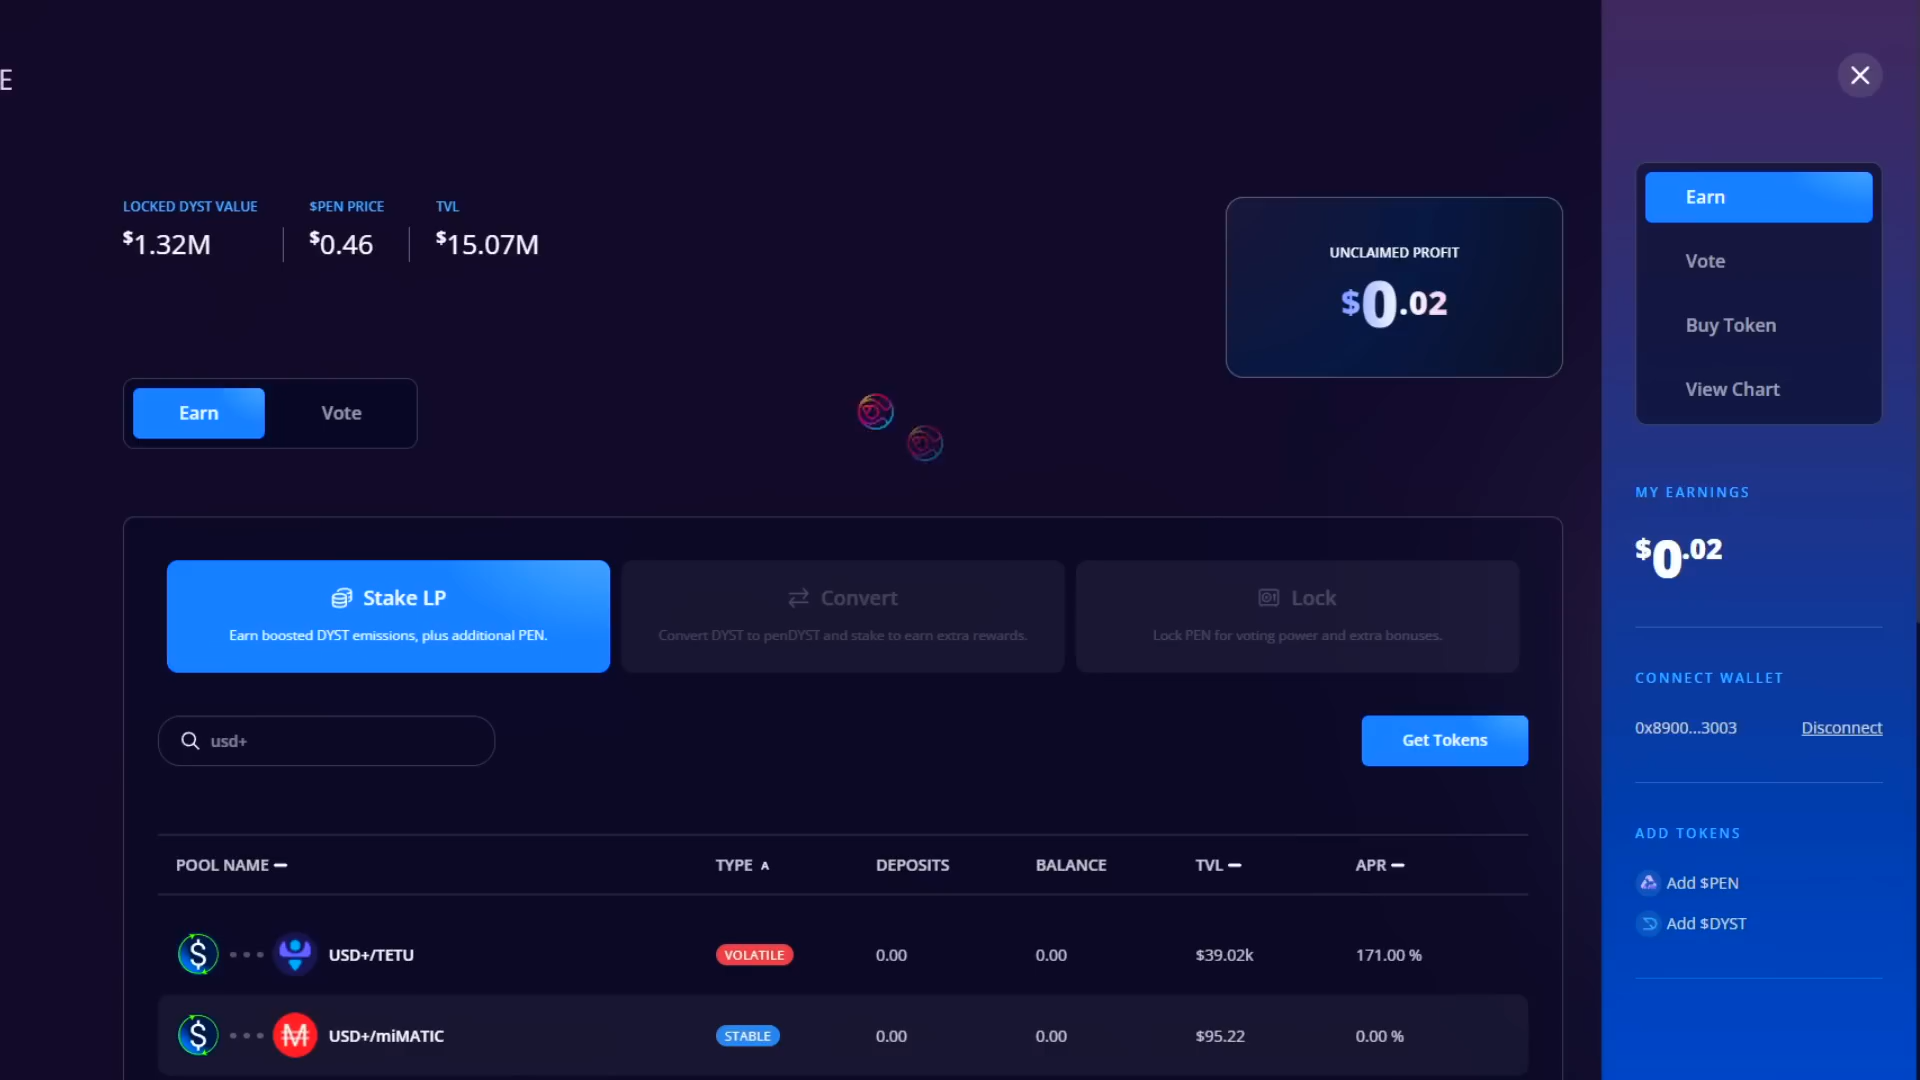 E
LOCKED DYST VALUE
$1.32M
$PEN PRICE
$0.46
TVL
$15.07M
UNCLAIMED PROFIT
$0.02
Earn
Vote
Stake LP
Earn boosted DYST emissions, plus additional PEN.
Convert
Convert DYST to penDYST and stake to earn extra rewards.
Lock
Lock PEN for voting power and extra bonuses.
usd+
Get Tokens
POOL NAME TYPE DEPOSITS BALANCE TVL APR
USD+/TETU VOLATILE 0.00 0.00 $39.02k 171.00 %
USD+/miMATIC STABLE 0.00 0.00 $95.22 0.00 %
Earn
Vote
Buy Token
View Chart
MY EARNINGS
$0.02
CONNECT WALLET
0x8900...3003 Disconnect
ADD TOKENS
Add $PEN
Add $DYST